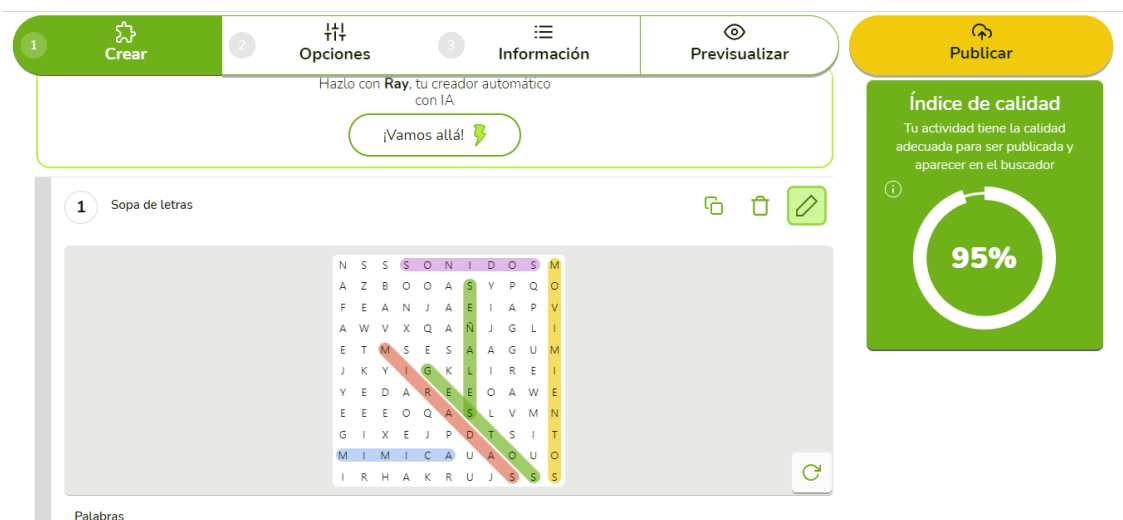 1
Crear
2
Opciones
3
Información
Previsualizar
Publicar
Hazlo con Ray, tu creador automático
con IA
¡Vamos allá!
Índice de calidad
Tu actividad tiene la calidad
adecuada para ser publicada y
aparecer en el buscador
95%
1 Sopa de letras
N S S S O N I D O S M
A Z B O O A S Y P Q O
F E A N J A E I A P V
A W V X Q A Ñ J G L I
E T M S E S A A G U M
J K Y I G K L I R E I
Y E D A R E E O A W E
E E E O Q A S L V M N
G I X E J P D T S I T
M I M I C A U A O U O
I R H A K R U J S S S
Palabras